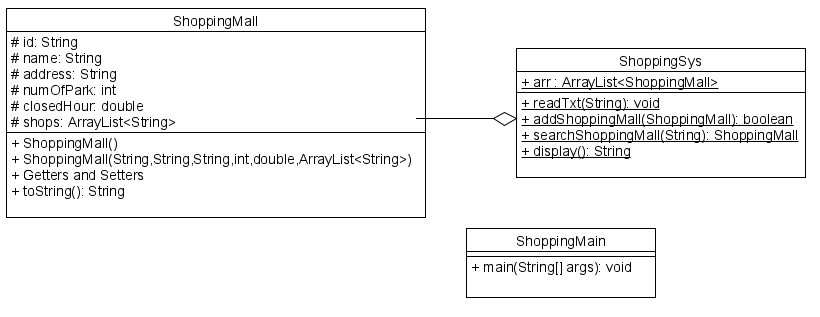 ShoppingMall
# id: String
# name: String
# address: String
# numOfPark: int
# closedHour: double
# shops: ArrayList<String>
+ ShoppingMall()
+ ShoppingMall(String,String,String,int,double,ArrayList<String>)
+ Getters and Setters
+ toString(): String
ShoppingSys
+ arr : ArrayList<ShoppingMall>
+ readTxt(String): void
+ addShoppingMall(ShoppingMall): boolean
+ searchShoppingMall(String): ShoppingMall
+ display(): String
ShoppingMain
+ main(String[] args): void